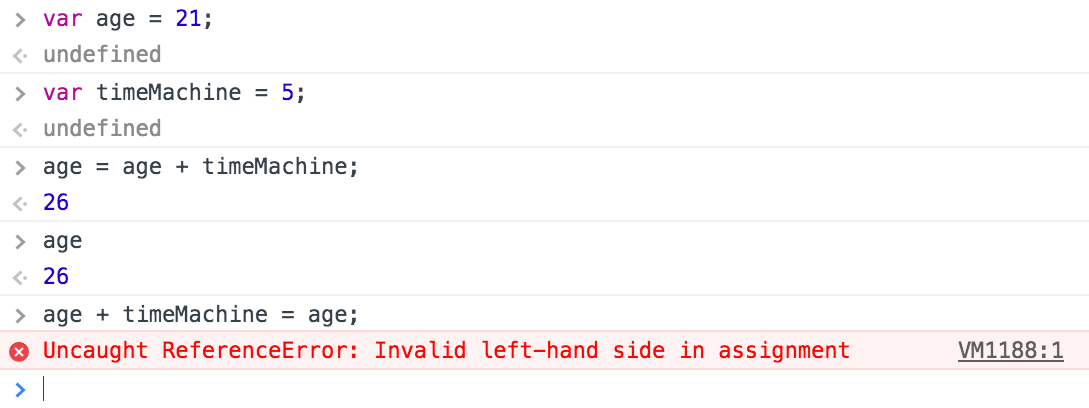 var age = 21;
undefined
var timeMachine = 5;
undefined
age = age + timeMachine;
26
age
26
age + timeMachine = age;
Uncaught ReferenceError: Invalid left-hand side in assignment VM1188:1